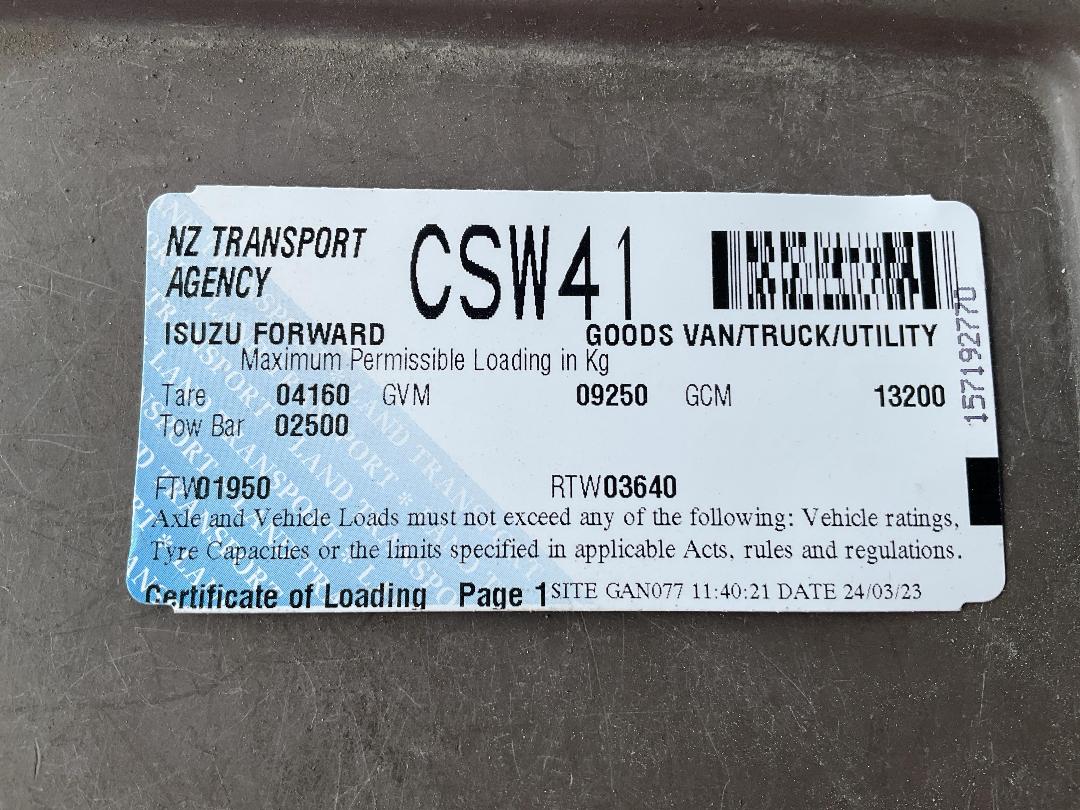 NZ TRANSPORT
AGENCY
CSW41
157192770
ISUZU FORWARD GOODS VAN/TRUCK/UTILITY
Maximum Permissible Loading in Kg
Tare 04160 GVM 09250 GCM 13200
Tow Bar 02500
FTW01950 RTW03640
Axle and Vehicle Loads must not exceed any of the following: Vehicle ratings,
Tyre Capacities or the limits specified in applicable Acts, rules and regulations.
Certificate of Loading Page 1 SITE GAN077 11:40:21 DATE 24/03/23